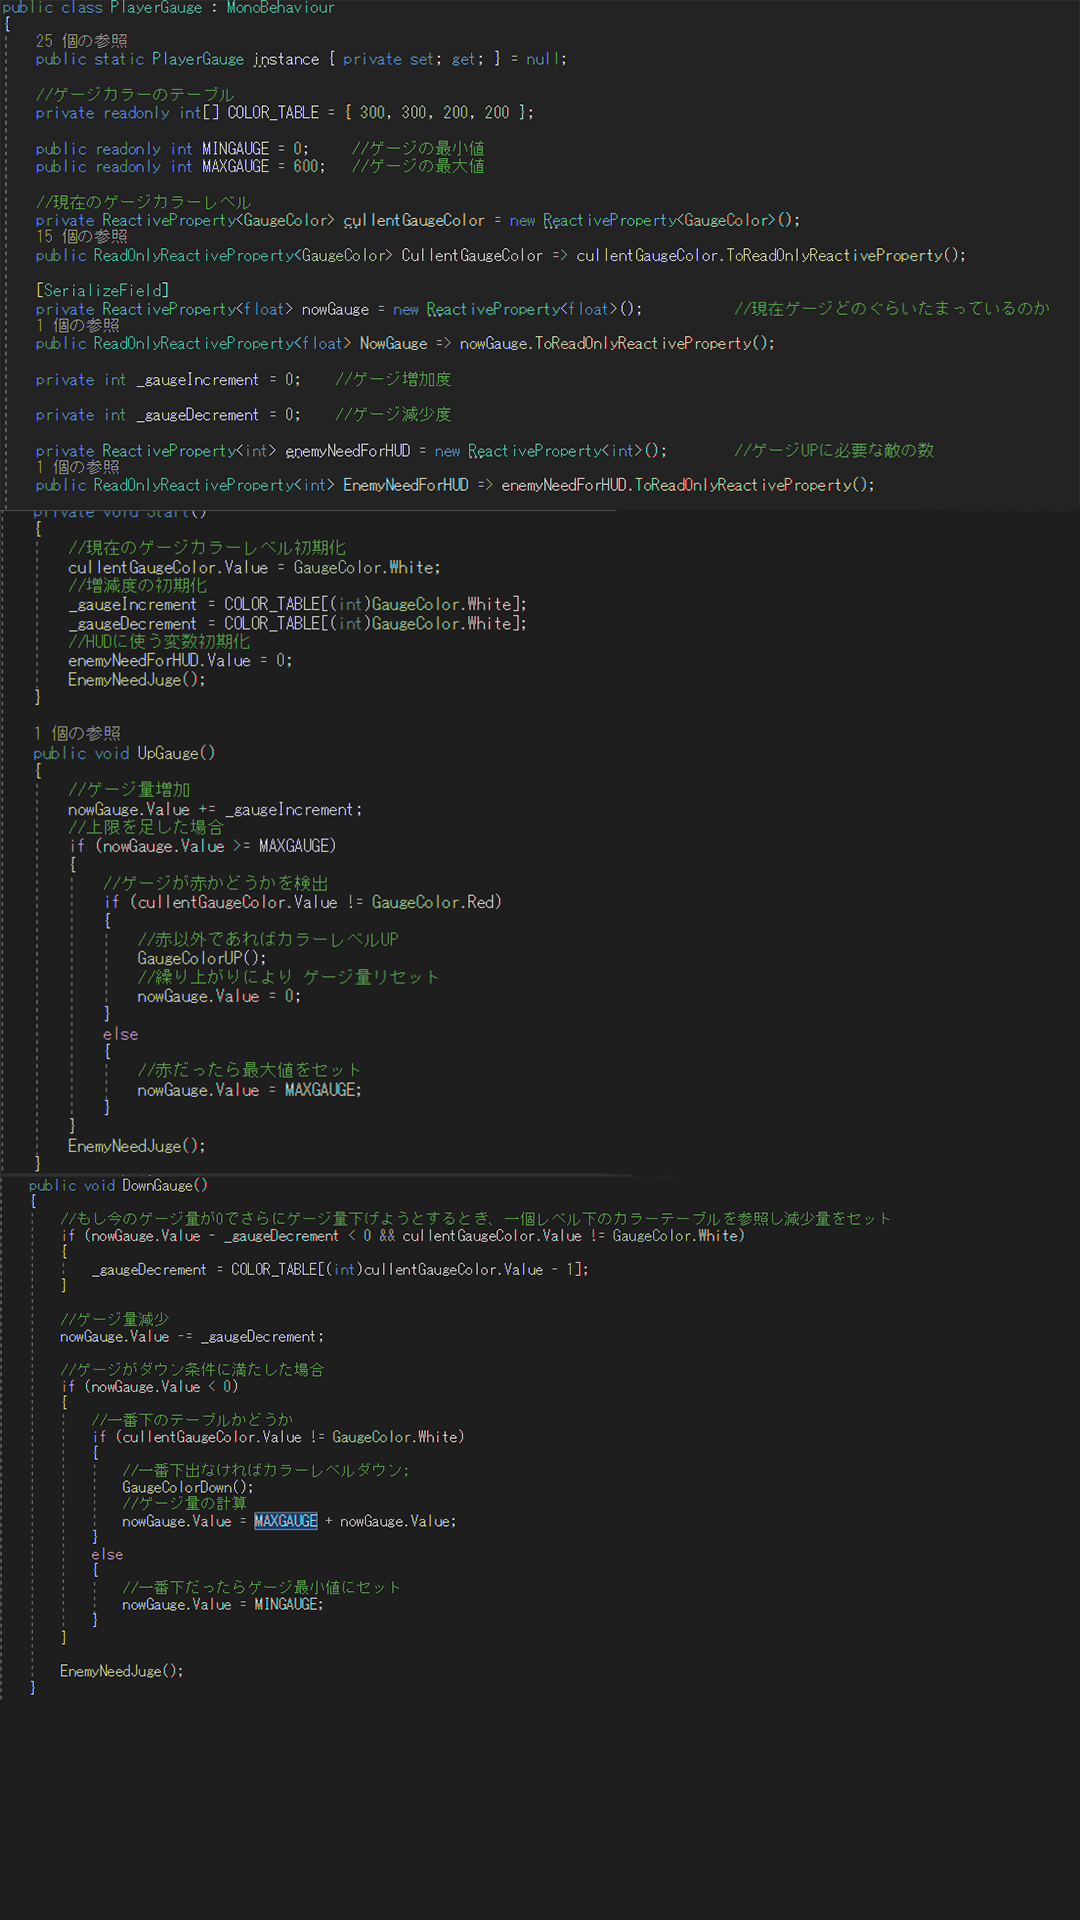 public class PlayerGauge : MonoBehaviour
{
25 個の参照
public static PlayerGauge instance { private set; get; } = null;
//ゲージカラーのテーブル
private readonly int[] COLOR_TABLE = { 300, 300, 200, 200 };
public readonly int MINGAUGE = 0; //ゲージの最小値
public readonly int MAXGAUGE = 600; //ゲージの最大値
//現在のゲージカラーレベル
private ReactiveProperty<GaugeColor> cullentGaugeColor = new ReactiveProperty<GaugeColor>();
15 個の参照
public ReadOnlyReactiveProperty<GaugeColor> CullentGaugeColor => cullentGaugeColor.ToReadOnlyReactiveProperty();
[SerializeField]
private ReactiveProperty<float> nowGauge = new ReactiveProperty<float>(); //現在ゲージどのぐらいたまっているのか
1 個の参照
public ReadOnlyReactiveProperty<float> NowGauge => nowGauge.ToReadOnlyReactiveProperty();
private int _gaugeIncrement = 0; //ゲージ増加度
private int _gaugeDecrement = 0; //ゲージ減少度
private ReactiveProperty<int> enemyNeedForHUD = new ReactiveProperty<int>(); //ゲージUPに必要な敵の数
1 個の参照
public ReadOnlyReactiveProperty<int> EnemyNeedForHUD => enemyNeedForHUD.ToReadOnlyReactiveProperty();
private void Start()
{
//現在のゲージカラーレベル初期化
cullentGaugeColor.Value = GaugeColor.White;
//増減度の初期化
_gaugeIncrement = COLOR_TABLE[(int)GaugeColor.White];
_gaugeDecrement = COLOR_TABLE[(int)GaugeColor.White];
//HUDに使う変数初期化
enemyNeedForHUD.Value = 0;
EnemyNeedJuge();
}
1 個の参照
public void UpGauge()
{
//ゲージ量増加
nowGauge.Value += _gaugeIncrement;
//上限を足した場合
if (nowGauge.Value >= MAXGAUGE)
{
//ゲージが赤かどうかを検出
if (cullentGaugeColor.Value != GaugeColor.Red)
{
//赤以外であればカラーレベルUP
GaugeColorUP();
//繰り上がりにより ゲージ量リセット
nowGauge.Value = 0;
}
else
{
//赤だったら最大値をセット
nowGauge.Value = MAXGAUGE;
}
}
EnemyNeedJuge();
}
public void DownGauge()
{
//もし今のゲージ量が0でさらにゲージ量下げようとするとき、一個レベル下のカラーテーブルを参照し減少量をセット
if (nowGauge.Value - _gaugeDecrement < 0 && cullentGaugeColor.Value != GaugeColor.White)
{
_gaugeDecrement = COLOR_TABLE[(int)cullentGaugeColor.Value - 1];
}
//ゲージ量減少
nowGauge.Value -= _gaugeDecrement;
//ゲージがダウン条件に満たした場合
if (nowGauge.Value < 0)
{
//一番下のテーブルかどうか
if (cullentGaugeColor.Value != GaugeColor.White)
{
//一番下出なければカラーレベルダウン;
GaugeColorDown();
//ゲージ量の計算
nowGauge.Value = MAXGAUGE + nowGauge.Value;
}
else
{
//一番下だったらゲージ最小値にセット
nowGauge.Value = MINGAUGE;
}
}
EnemyNeedJuge();
}